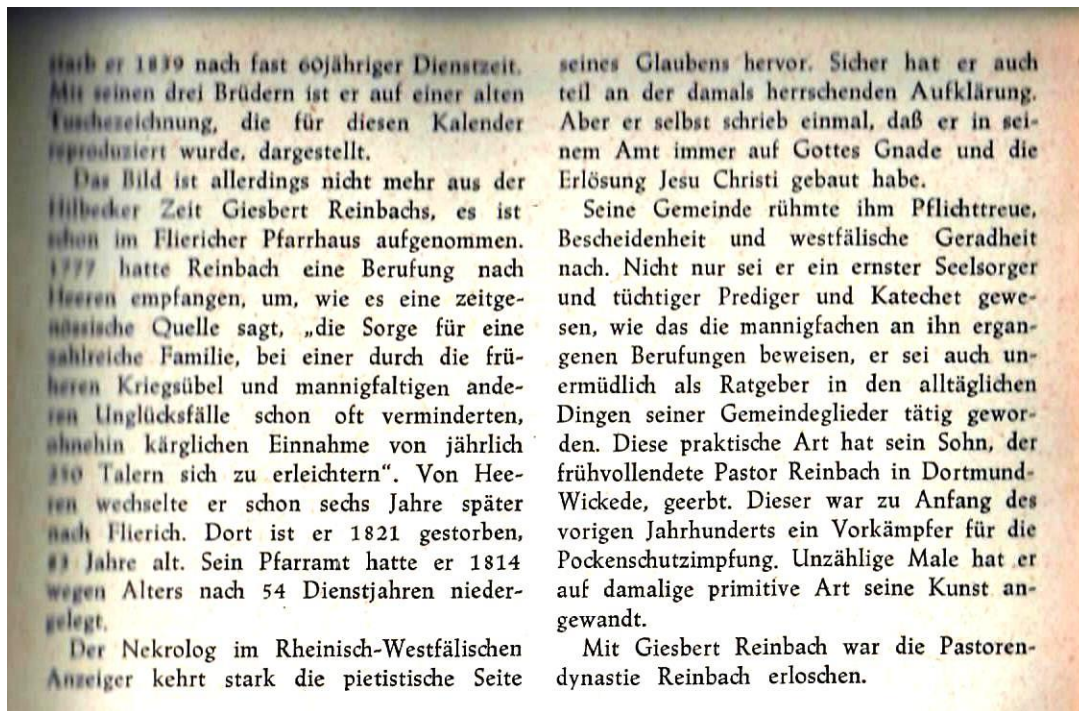 starb er 1839 nach fast 60jähriger Dienstzeit.
Mit seinen drei Brüdern ist er auf einer alten
Tuschezeichnung, die für diesen Kalender
reproduziert wurde, dargestellt.
Das Bild ist allerdings nicht mehr aus der
Hilbecker Zeit Giesbert Reinbachs, es ist
schon im Fliericher Pfarrhaus aufgenommen.
1777 hatte Reinbach eine Berufung nach
Heeren empfangen, um, wie es eine zeitge-
nössische Quelle sagt, „die Sorge für eine
zahlreiche Familie, bei einer durch die frü-
heren Kriegsübel und mannigfaltigen ande-
ren Unglücksfälle schon oft verminderten,
ohnehin kärglichen Einnahme von jährlich
Talern sich zu erleichtern“. Von Hee-
ren wechselte er schon sechs Jahre später
nach Flierich. Dort ist er 1821 gestorben,
Jahre alt. Sein Pfarramt hatte er 1814
wegen Alters nach 54 Dienstjahren nieder-
gelegt.
Der Nekrolog im Rheinisch-Westfälischen
Anzeiger kehrt stark die pietistische Seite
seines Glaubens hervor. Sicher hat er auch
teil an der damals herrschenden Aufklärung.
Aber er selbst schrieb einmal, daß er in sei-
nem Amt immer auf Gottes Gnade und die
Erlösung Jesu Christi gebaut habe.
Seine Gemeinde rühmte ihm Pflichttreue,
Bescheidenheit und westfälische Geradheit
nach. Nicht nur sei er ein ernster Seelsorger
und tüchtiger Prediger und Katechet gewe-
sen, wie das die mannigfachen an ihn ergan-
genen Berufungen beweisen, er sei auch un-
ermüdlich als Ratgeber in den alltäglichen
Dingen seiner Gemeindeglieder tätig gewor-
den. Diese praktische Art hat sein Sohn, der
frühvollendete Pastor Reinbach in Dortmund-
Wickede, geerbt. Dieser war zu Anfang des
vorigen Jahrhunderts ein Vorkämpfer für die
Pockenschutzimpfung. Unzählige Male hat er
auf damalige primitive Art seine Kunst an-
gewandt.
Mit Giesbert Reinbach war die Pastoren-
dynastie Reinbach erloschen.